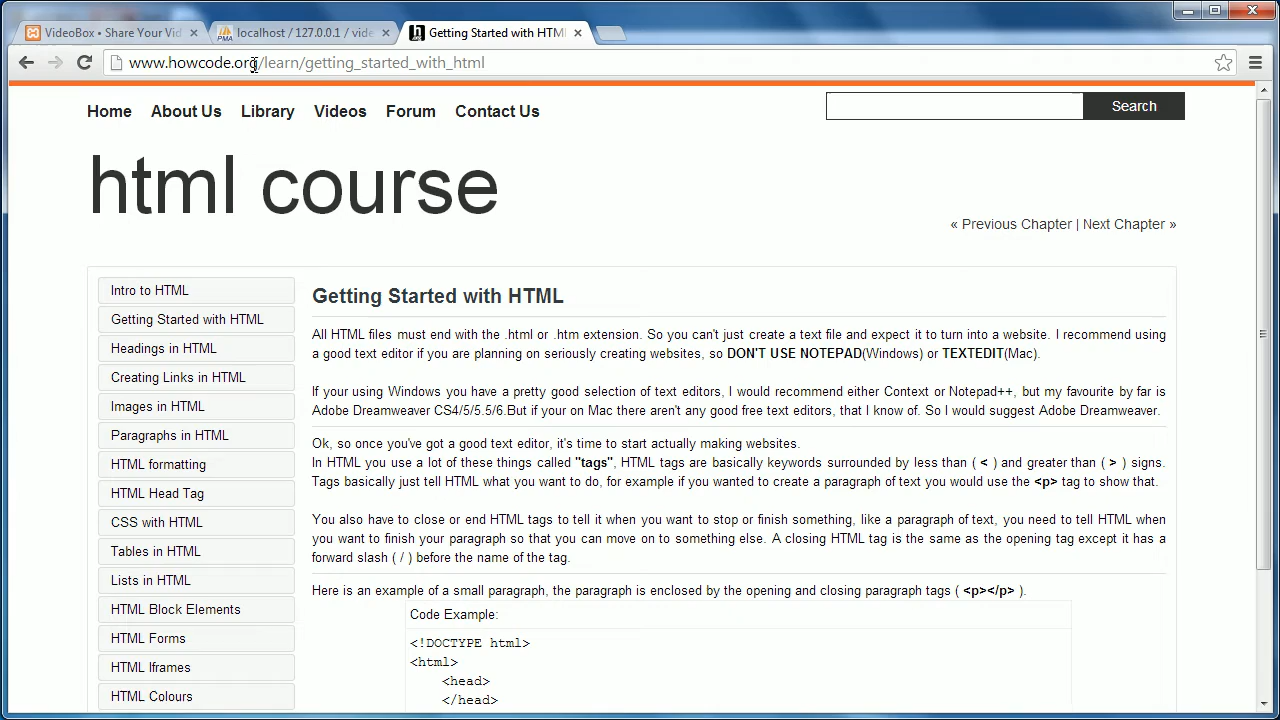 VideoBox • Share Your Vid
localhost / 127.0.0.1 / vide
Getting Started with HTML
www.howcode.org/learn/getting_started_with_html
Home About Us Library Videos Forum Contact Us
Search
html course
« Previous Chapter | Next Chapter »
Intro to HTML
Getting Started with HTML
Headings in HTML
Creating Links in HTML
Images in HTML
Paragraphs in HTML
HTML formatting
HTML Head Tag
CSS with HTML
Tables in HTML
Lists in HTML
HTML Block Elements
HTML Forms
HTML Iframes
HTML Colours
Getting Started with HTML
All HTML files must end with the .html or .htm extension. So you can't just create a text file and expect it to turn into a website. I recommend using
a good text editor if you are planning on seriously creating websites, so DON'T USE NOTEPAD(Windows) or TEXTEDIT(Mac).
If your using Windows you have a pretty good selection of text editors, I would recommend either Context or Notepad++, but my favourite by far is
Adobe Dreamweaver CS4/5/5.5/6.But if your on Mac there aren't any good free text editors, that I know of. So I would suggest Adobe Dreamweaver.
Ok, so once you've got a good text editor, it's time to start actually making websites.
In HTML you use a lot of these things called "tags", HTML tags are basically keywords surrounded by less than ( < ) and greater than ( > ) signs.
Tags basically just tell HTML what you want to do, for example if you wanted to create a paragraph of text you would use the <p> tag to show that.
You also have to close or end HTML tags to tell it when you want to stop or finish something, like a paragraph of text, you need to tell HTML when
you want to finish your paragraph so that you can move on to something else. A closing HTML tag is the same as the opening tag except it has a
forward slash ( / ) before the name of the tag.
Here is an example of a small paragraph, the paragraph is enclosed by the opening and closing paragraph tags ( <p></p> ).
Code Example:
<!DOCTYPE html>
<html>
<head>
</head>